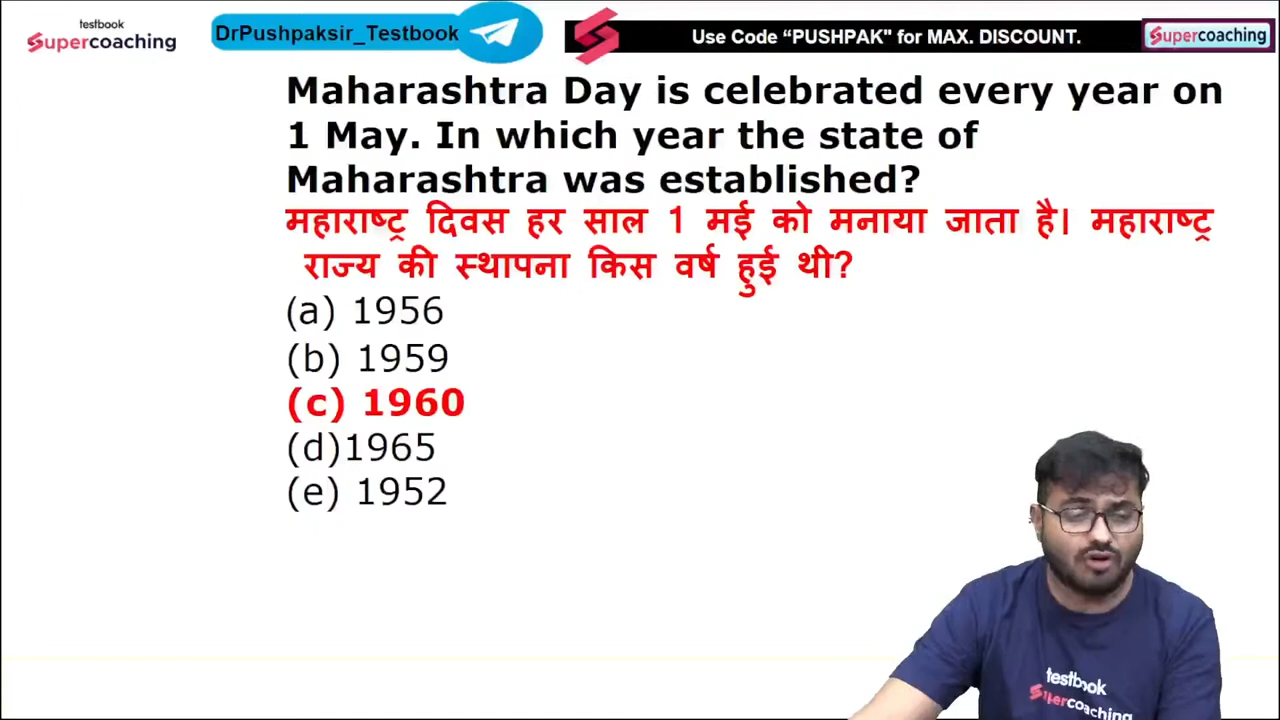 testbook
Supercoaching
DrPushpaksir_Testbook
Use Code “PUSHPAK" for MAX. DISCOUNT.
Supercoaching
Maharashtra Day is celebrated every year on
1 May. In which year the state of
Maharashtra was established?
महाराष्ट्र दिवस हर साल 1 मई को मनाया जाता है। महाराष्ट्र
राज्य की स्थापना किस वर्ष हुई थी?
(a) 1956
(b) 1959
(c) 1960
(d)1965
(e) 1952
testbook
Supercoaching